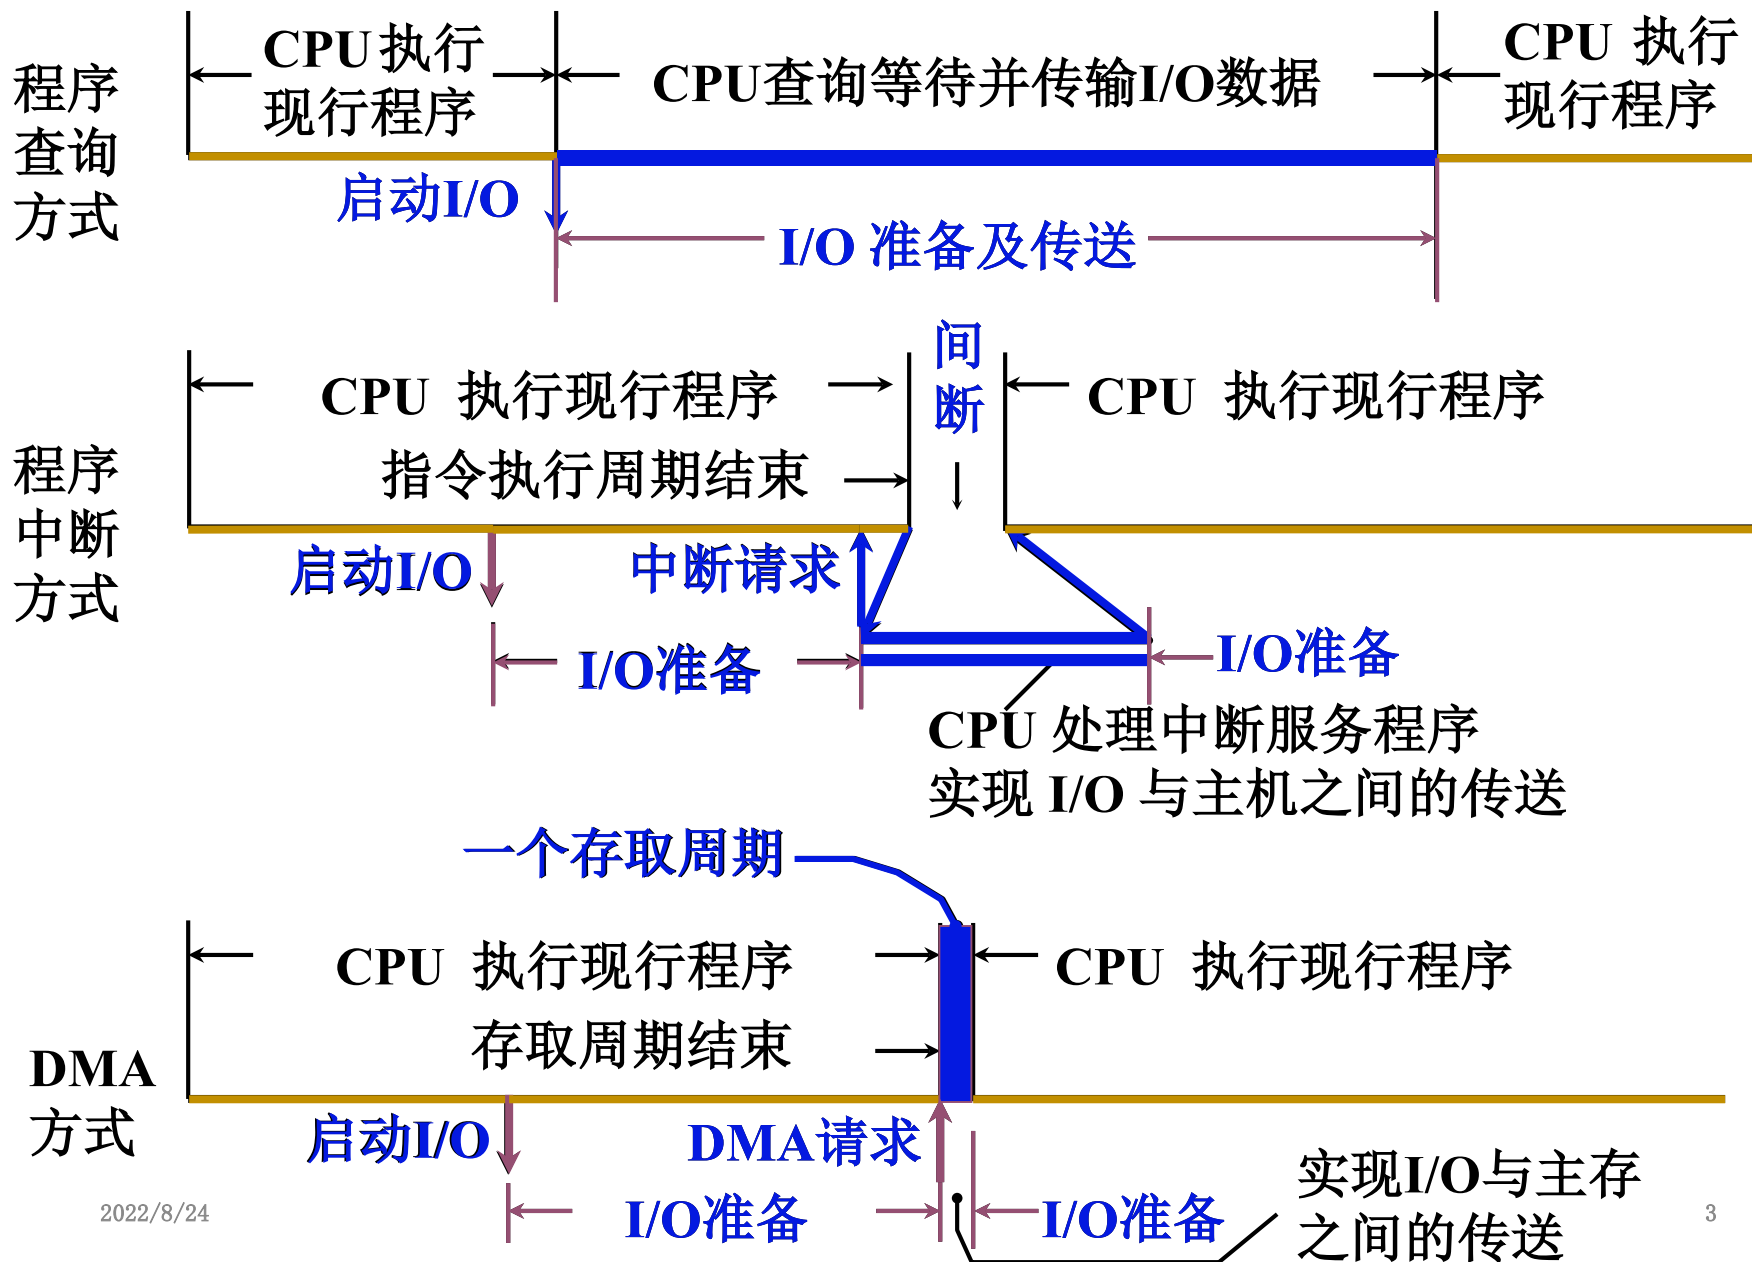 程序
查询
方式
CPU 执行
现行程序
CPU查询等待并传输I/O数据
CPU 执行
现行程序
启动I/O
I/O 准备及传送
程序
中断
方式
CPU 执行现行程序
间
断
CPU 执行现行程序
指令执行周期结束
启动I/O
中断请求
I/O准备
I/O准备
CPU 处理中断服务程序
实现 I/O 与主机之间的传送
一个存取周期
DMA
方式
CPU 执行现行程序
CPU 执行现行程序
存取周期结束
启动I/O
DMA请求
I/O准备
I/O准备
实现I/O与主存
之间的传送
2022/8/24
3